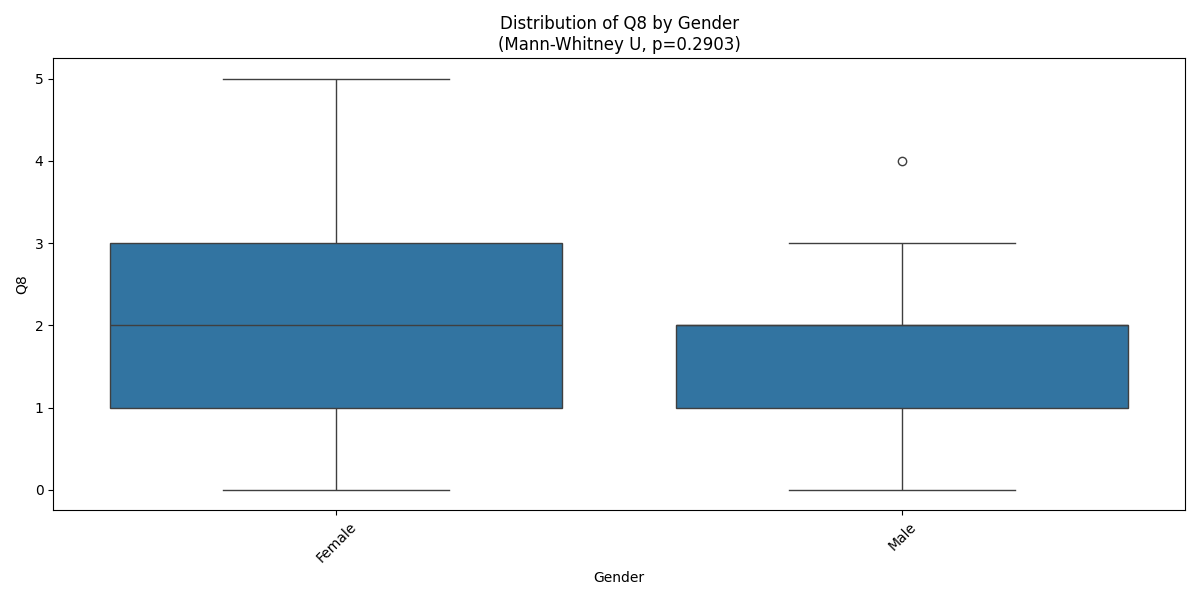 Distribution of Q8 by Gender
(Mann-Whitney U, p=0.2903)
5
4
3
2
1
0
Q8
Female
Male
Gender